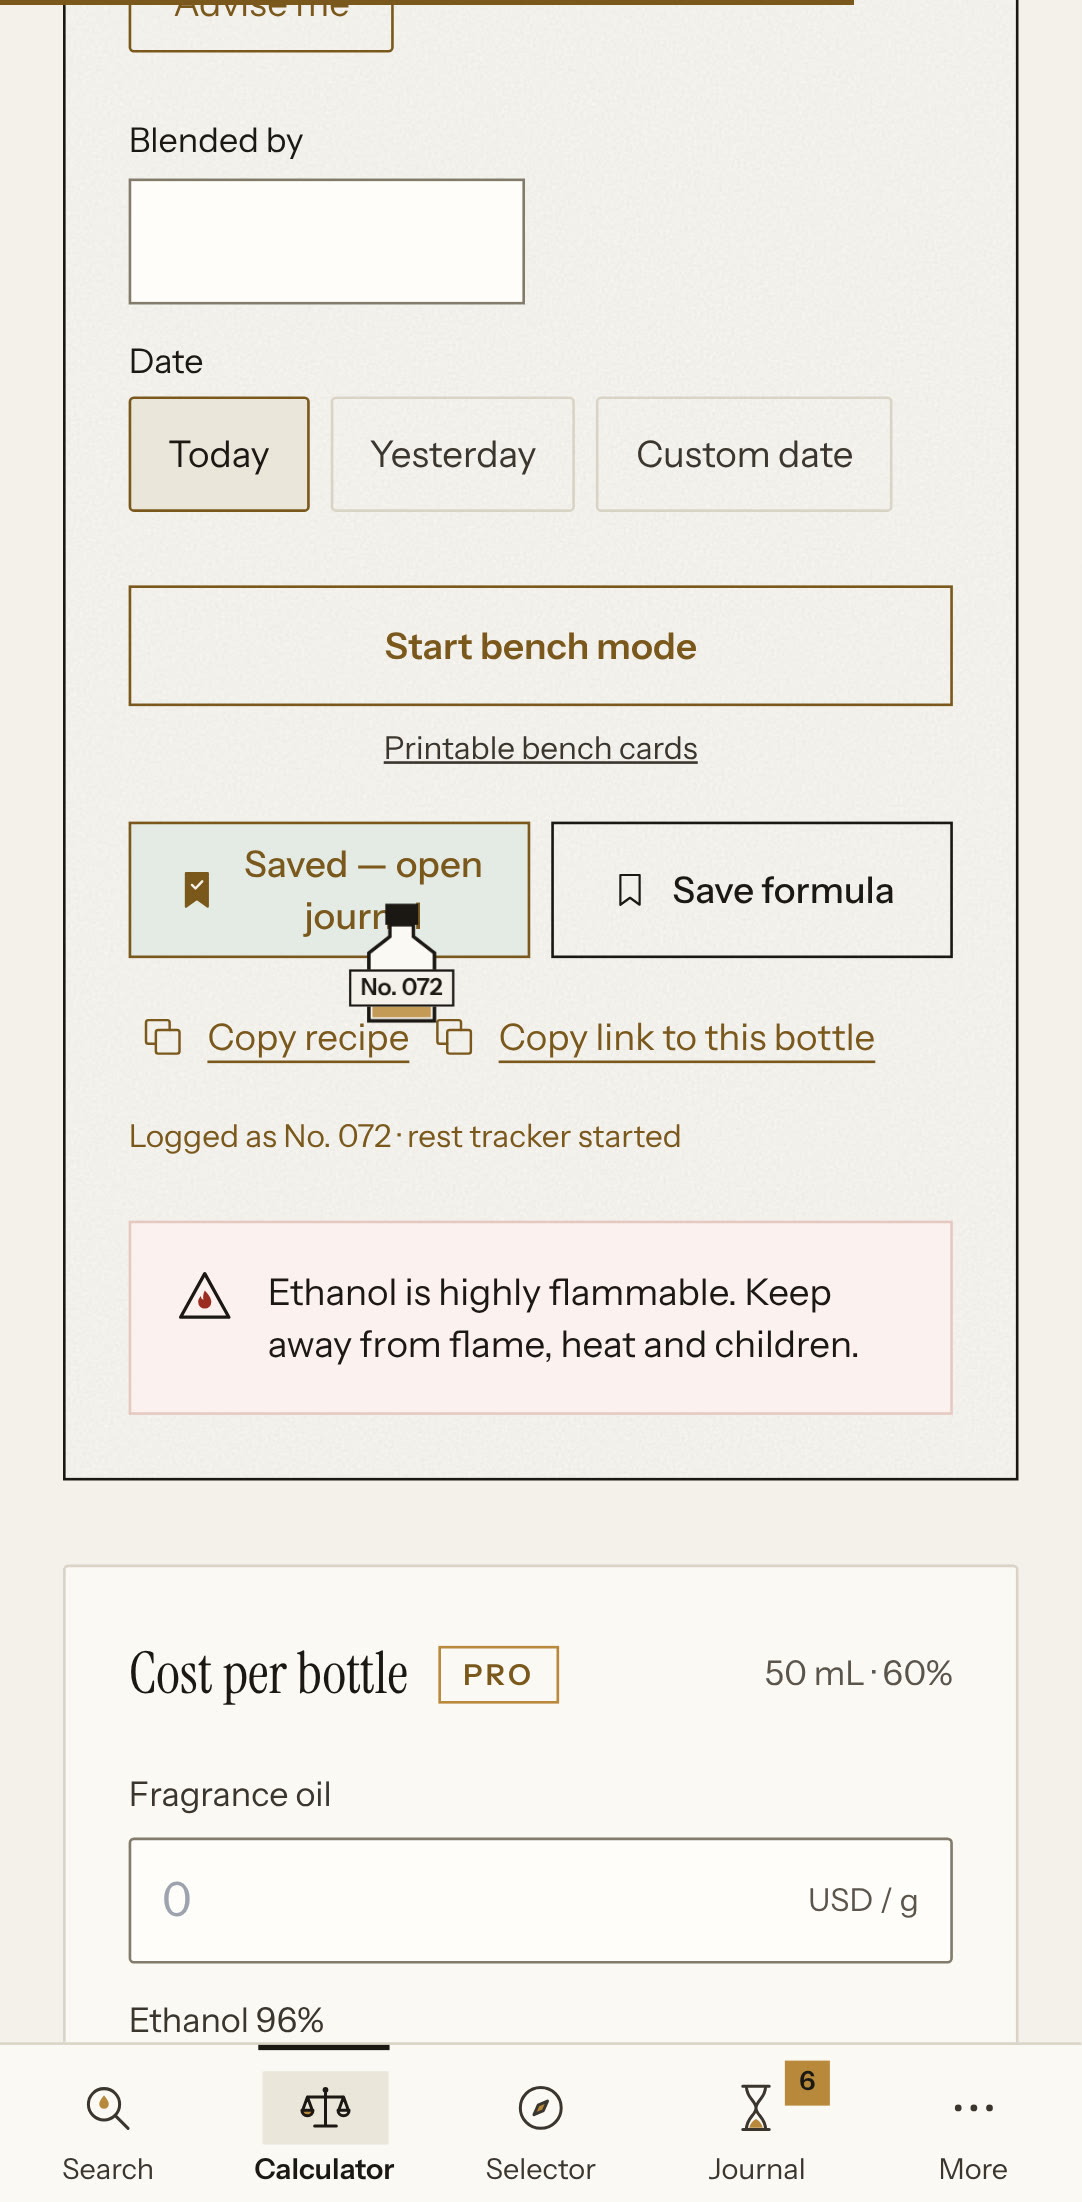 Advise me
Blended by
Date
Today
Yesterday
Custom date
Start bench mode
Printable bench cards
Saved — open
Save formula
No. 072
Copy recipe
Copy link to this bottle
Logged as No. 072 · rest tracker started
Ethanol is highly flammable. Keep
away from flame, heat and children.
Cost per bottle
PRO
50 mL · 60%
Fragrance oil
0
USD / g
Ethanol 96%
6
Search
Calculator
Selector
Journal
More